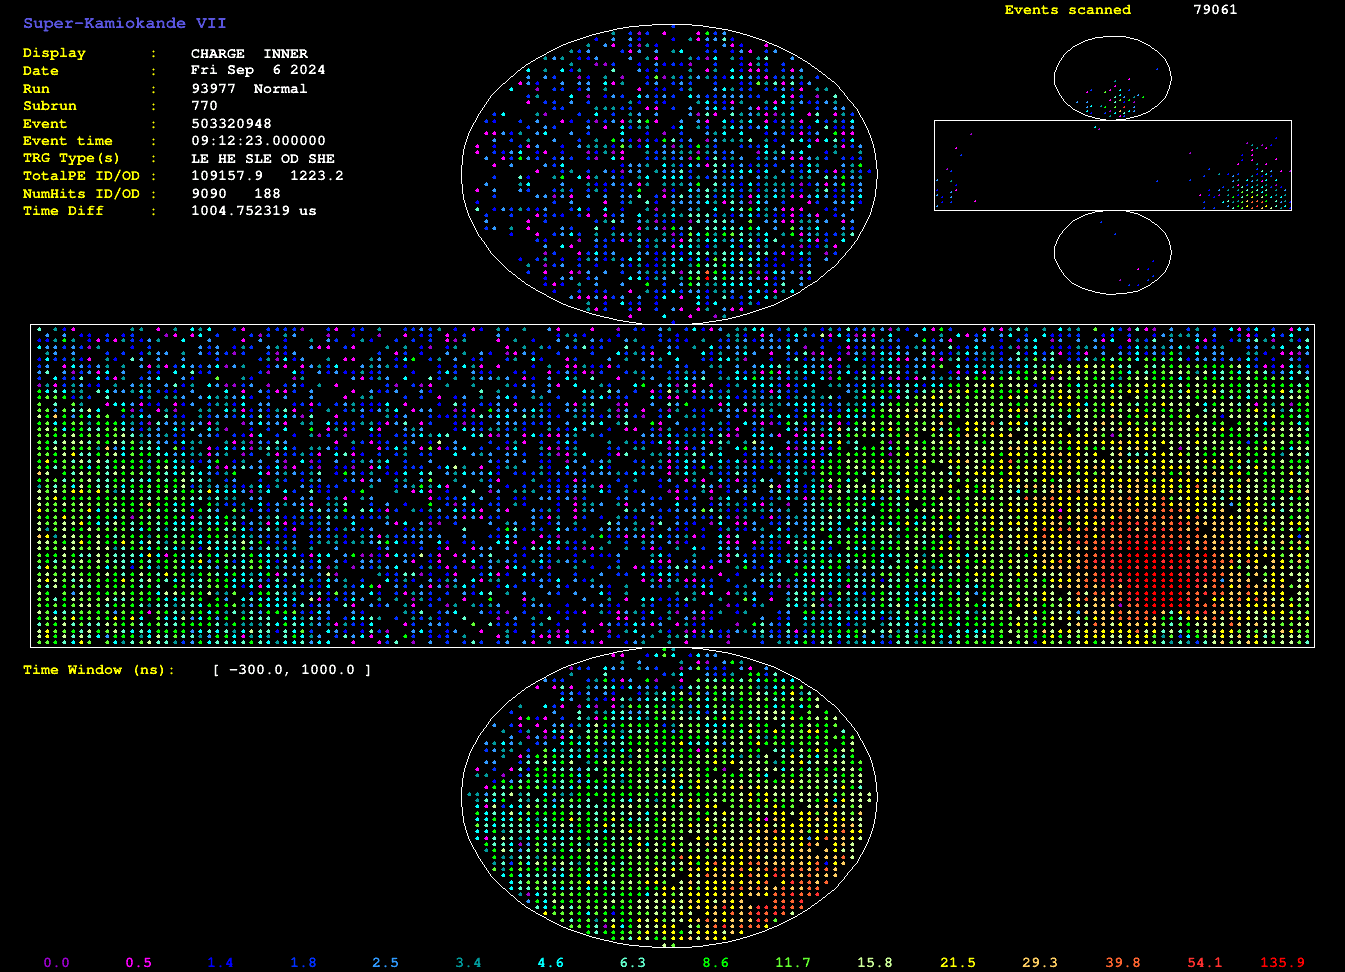 Super-Kamiokande VII
Events scanned 79061
Display : CHARGE INNER
Date : Fri Sep 6 2024
Run : 93977 Normal
Subrun : 770
Event : 503320948
Event time : 09:12:23.000000
TRG Type(s) : LE HE SLE OD SHE
TotalPE ID/OD : 109157.9 1223.2
NumHits ID/OD : 9090 188
Time Diff : 1004.752319 us
Time Window (ns): [ -300.0, 1000.0 ]
0.0 0.5 1.4 1.8 2.5 3.4 4.6 6.3 8.6 11.7 15.8 21.5 29.3 39.8 54.1 135.9